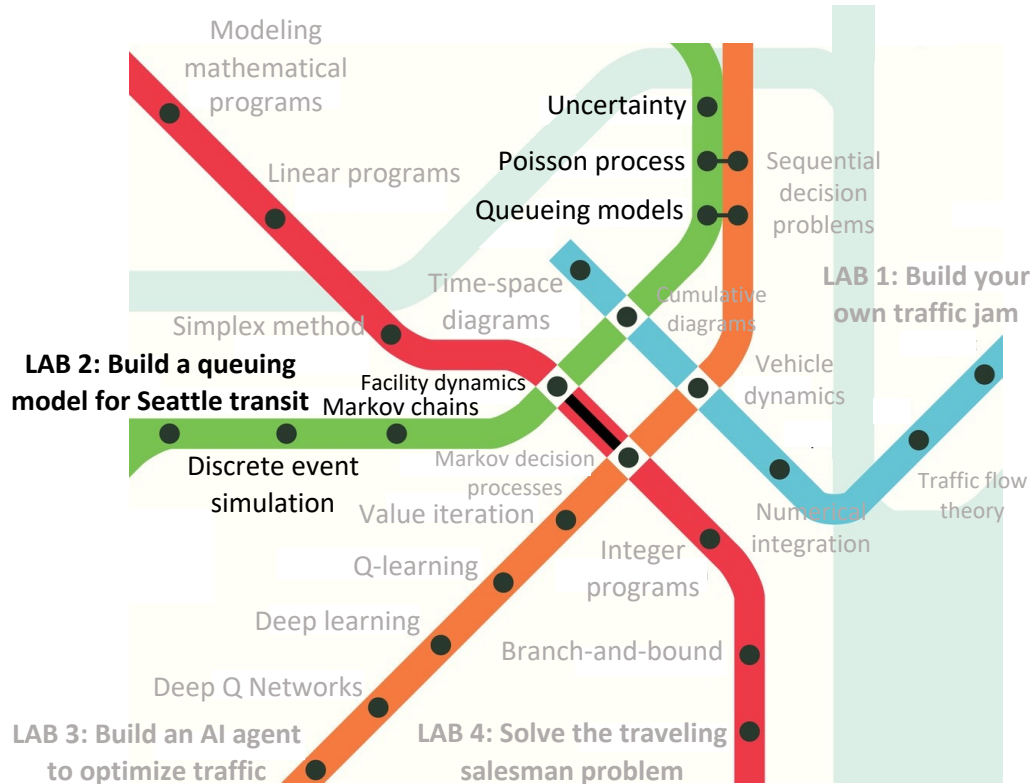 Modeling
mathematical
programs
Uncertainty
Poisson process
Sequential
decision
problems
Linear programs
Queueing models
Time-space
diagrams
Cumulative
diagrams
LAB 1: Build your
own traffic jam
Simplex method
LAB 2: Build a queuing
model for Seattle transit
Facility dynamics
Markov chains
Vehicle
dynamics
Discrete event
simulation
Markov decision
processes
Traffic flow
theory
Value iteration
Numerical
integration
Integer
programs
Q-learning
Deep learning
Branch-and-bound
Deep Q Networks
LAB 3: Build an AI agent
to optimize traffic
LAB 4: Solve the traveling
salesman problem